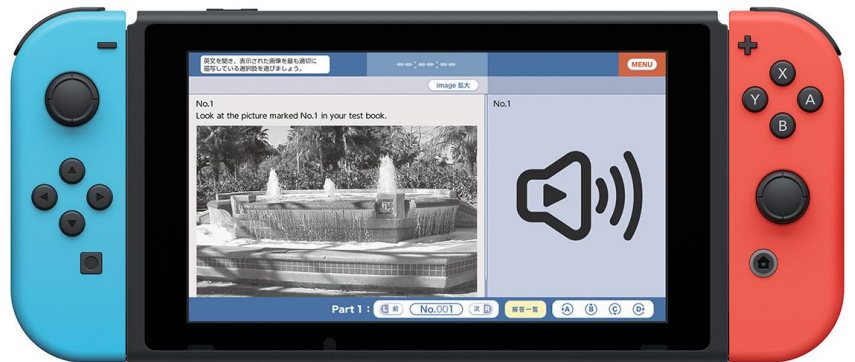 英文を聞き、表示された画像を最も適切に
描写している選択肢を選びましょう。
--:--:--
MENU
image 拡大
No.1
Look at the picture marked No.1 in your test book.
No.1
Part 1：
L 前
No.001
次 R
解答一覧
A
B
C
D
X
Y
A
B